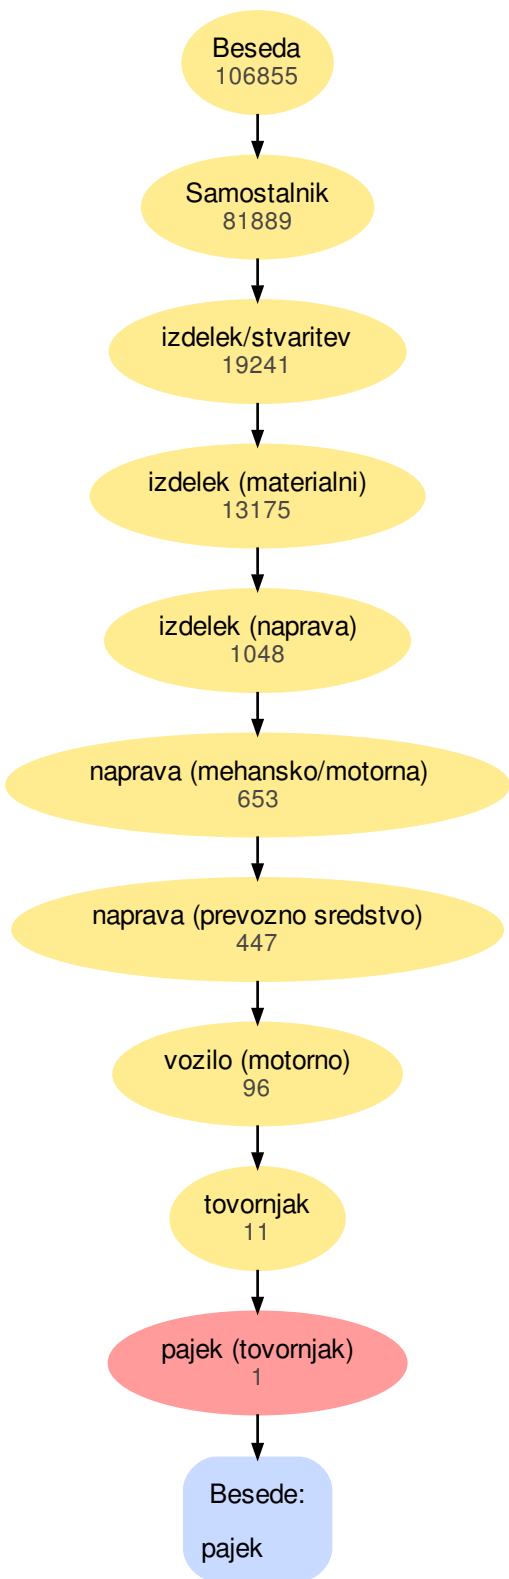 Beseda
106855
Samostalnik
81889
izdelek/stvaritev
19241
izdelek (materialni)
13175
izdelek (naprava)
1048
naprava (mehansko/motorna)
653
naprava (prevozno sredstvo)
447
vozilo (motorno)
96
tovornjak
11
pajek (tovornjak)
1
Besede:
pajek